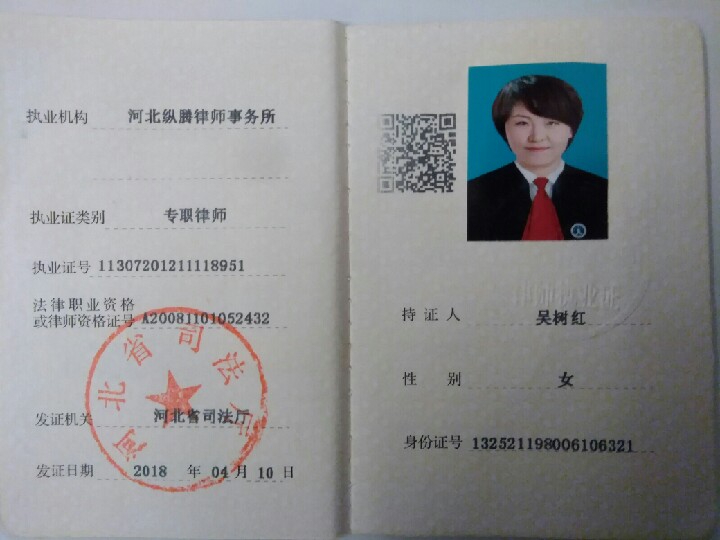 执业机构 河北纵腾律师事务所
执业证类别 专职律师
执业证号 11307201211118951
法律职业资格
或律师资格证号 A20081101052432
发证机关 河北省司法厅
发证日期 2018 年 04 月 10 日
河北省司法厅
律师执业证
持证人 吴树红
性别 女
身份证号 132521198006106321